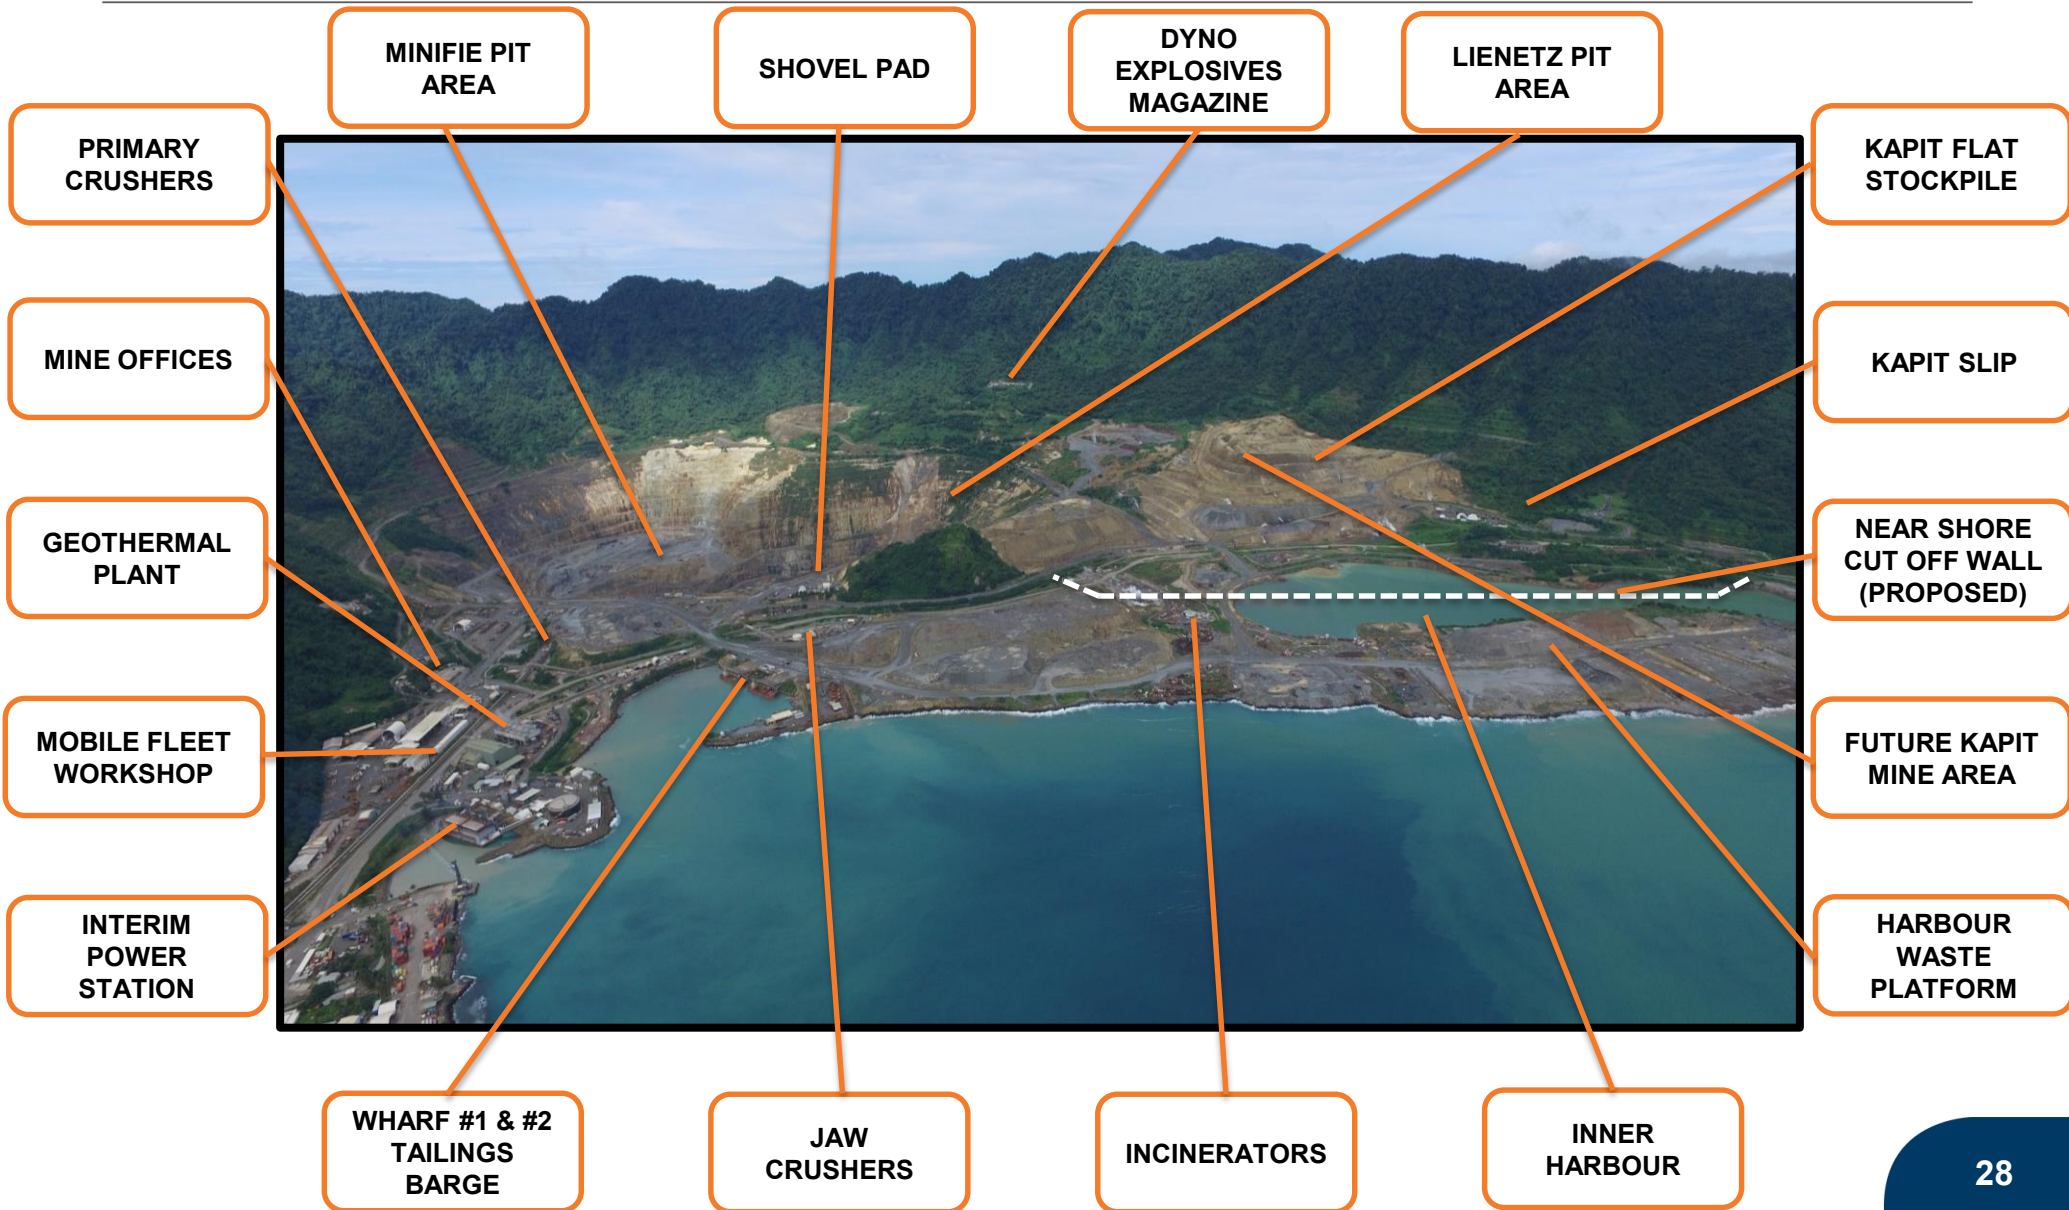 MINIFIE PIT
AREA
SHOVEL PAD
DYNO
EXPLOSIVES
MAGAZINE
LIENETZ PIT
AREA
PRIMARY
CRUSHERS
KAPIT FLAT
STOCKPILE
MINE OFFICES
KAPIT SLIP
GEOTHERMAL
PLANT
NEAR SHORE
CUT OFF WALL
(PROPOSED)
MOBILE FLEET
WORKSHOP
FUTURE KAPIT
MINE AREA
INTERIM
POWER
STATION
HARBOUR
WASTE
PLATFORM
WHARF #1 & #2
TAILINGS
BARGE
JAW
CRUSHERS
INCINERATORS
INNER
HARBOUR
28